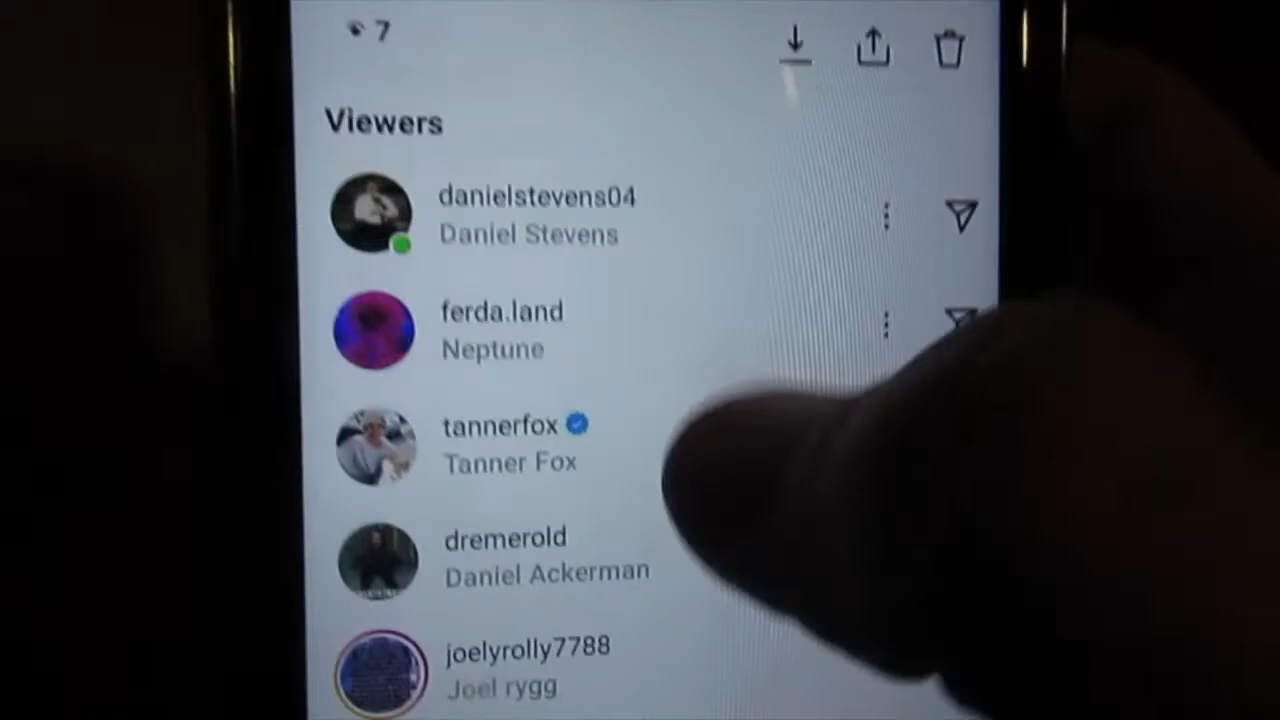 7
Viewers
danielstevens04
Daniel Stevens
ferda.land
Neptune
tannerfox
Tanner Fox
dremerold
Daniel Ackerman
joelyrolly7788
Joel rygg